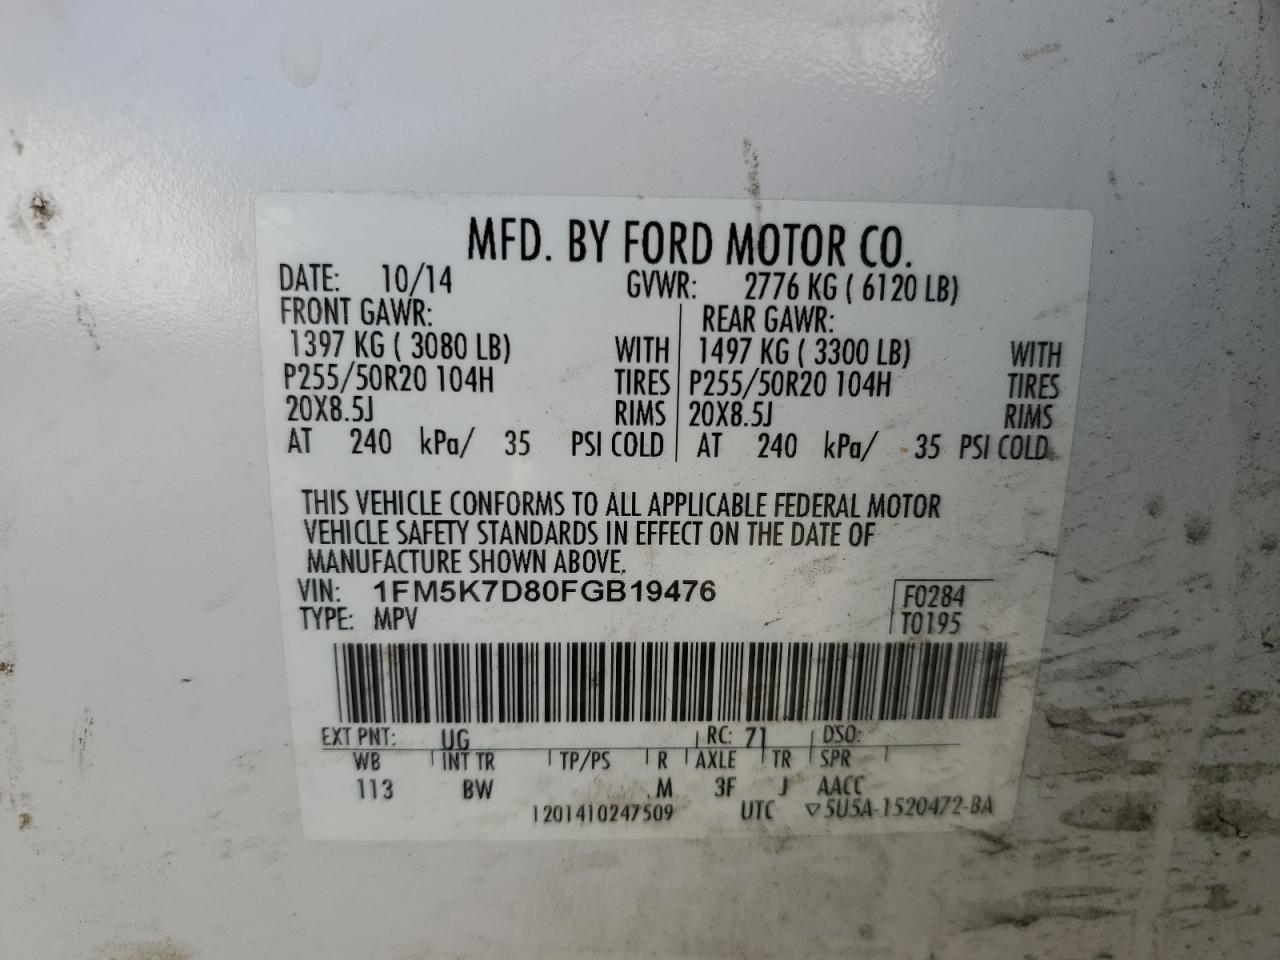 MFD. BY FORD MOTOR CO.
DATE: 10/14 GVWR: 2776 KG ( 6120 LB)
FRONT GAWR: REAR GAWR:
1397 KG ( 3080 LB) WITH 1497 KG ( 3300 LB) WITH
P255/50R20 104H TIRES P255/50R20 104H TIRES
20X8.5J RIMS 20X8.5J RIMS
AT 240 kPa/ 35 PSI COLD AT 240 kPa/ 35 PSI COLD
THIS VEHICLE CONFORMS TO ALL APPLICABLE FEDERAL MOTOR
VEHICLE SAFETY STANDARDS IN EFFECT ON THE DATE OF
MANUFACTURE SHOWN ABOVE.
VIN: 1FM5K7D80FGB19476 F0284
TYPE: MPV T0195
EXT PNT: UG RC: 71 DSO:
WB INT TR TP/PS R AXLE TR SPR
113 BW M 3F J AACC
1201410247509 UTC ▽5U5A-1520472-BA